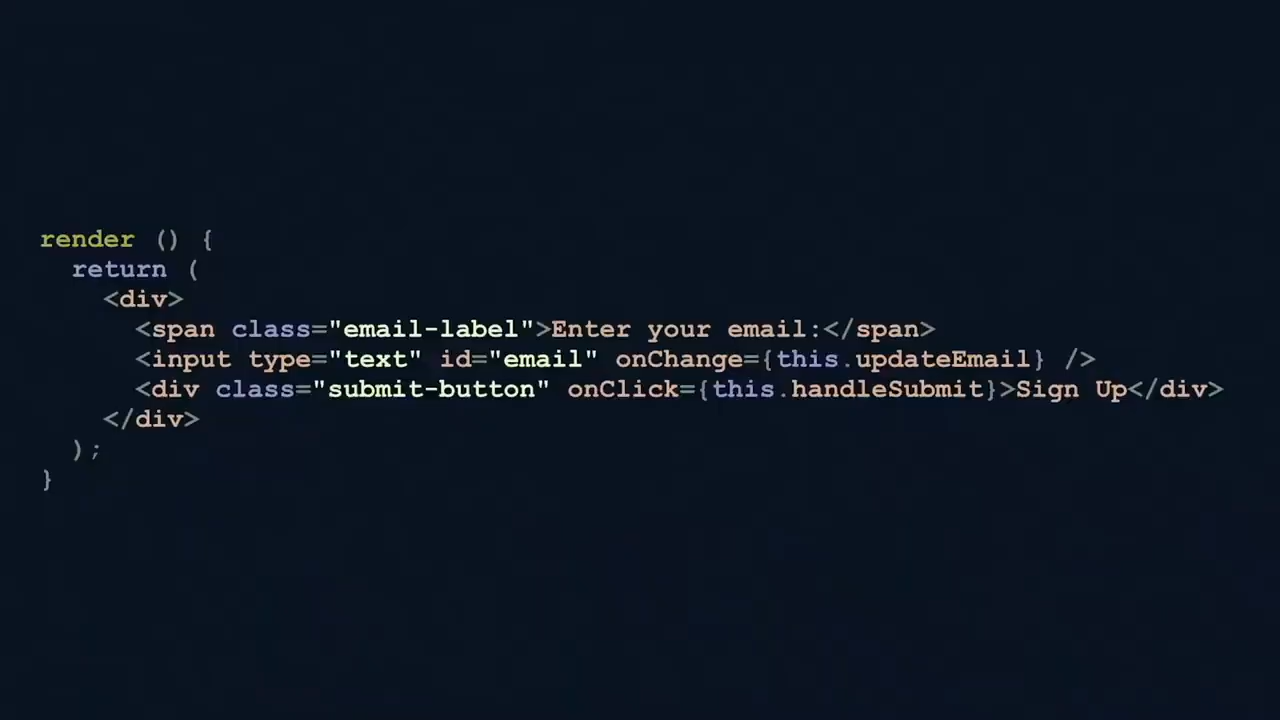 render () {
  return (
    <div>
      <span class="email-label">Enter your email:</span>
      <input type="text" id="email" onChange={this.updateEmail} />
      <div class="submit-button" onClick={this.handleSubmit}>Sign Up</div>
    </div>
  );
}